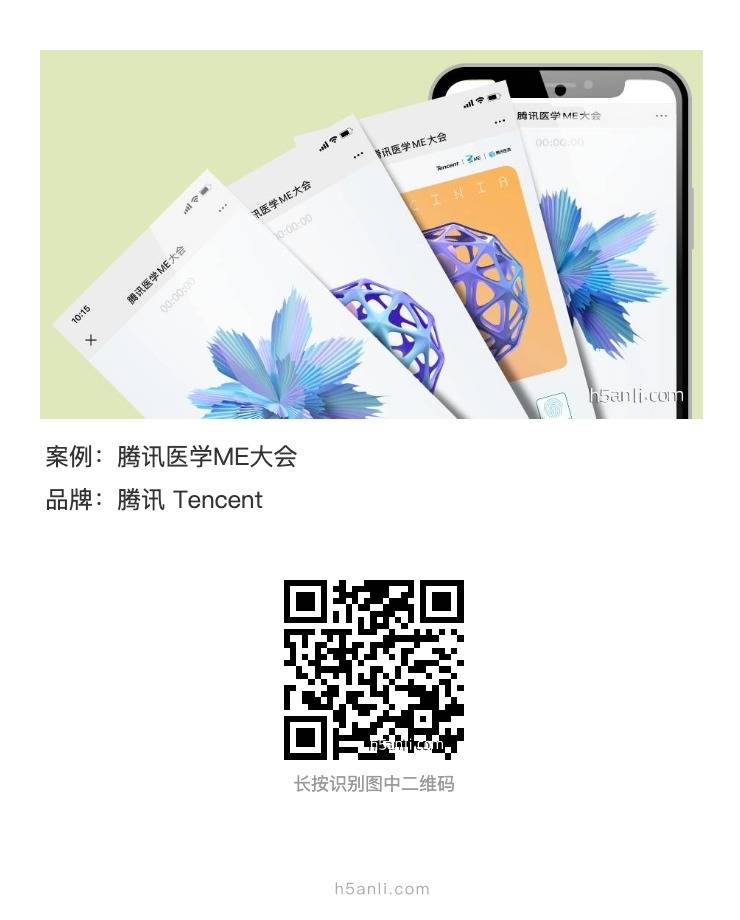 腾讯医学ME大会
00:00:00
腾讯医学ME大会
Tencent
CINIA
讯医学ME大会
00:00:00
10:15
腾讯医学ME大会
00:00:00
h5anli.com
案例：腾讯医学ME大会
品牌：腾讯 Tencent
h5anli.com
长按识别图中二维码
h5anli.com